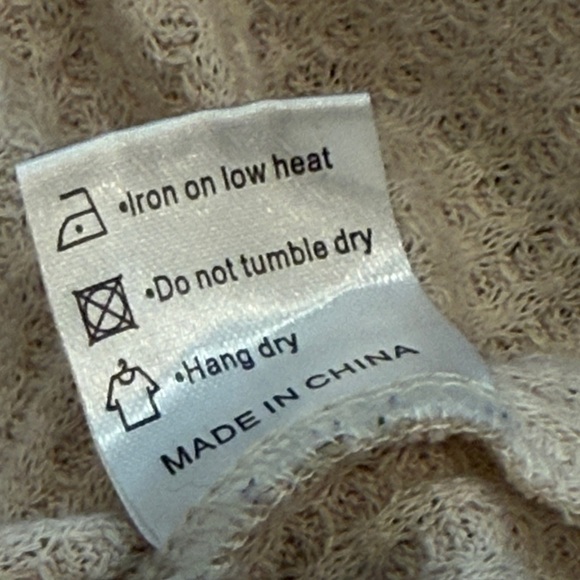 •Iron on low heat
•Do not tumble dry
•Hang dry
MADE IN CHINA